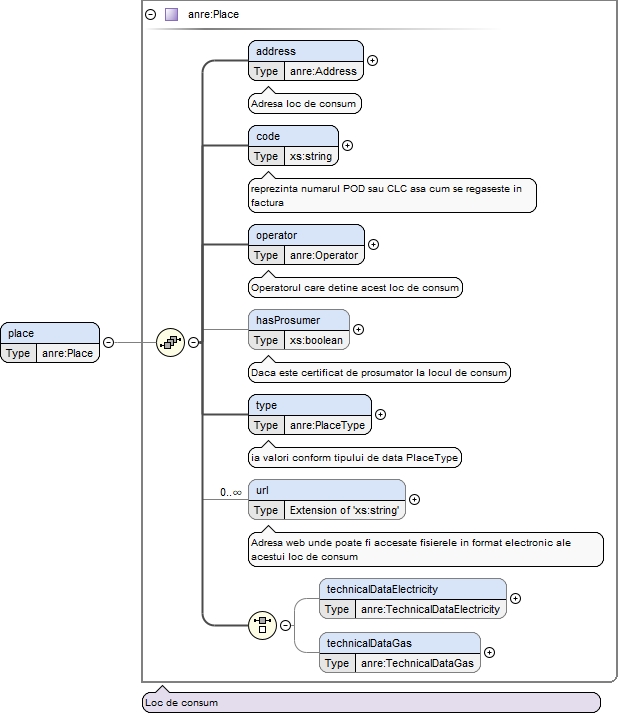 anre:Place
address
Type anre:Address
Adresa loc de consum
code
Type xs:string
reprezinta numarul POD sau CLC asa cum se regaseste in
factura
operator
Type anre:Operator
Operatorul care detine acest loc de consum
place
Type anre:Place
hasProsumer
Type xs:boolean
Daca este certificat de prosumator la locul de consum
type
Type anre:PlaceType
ia valori conform tipului de data PlaceType
0..∞
url
Type Extension of 'xs:string'
Adresa web unde poate fi accesate fisierele in format electronic ale
acestui loc de consum
technicalDataElectricity
Type anre:TechnicalDataElectricity
technicalDataGas
Type anre:TechnicalDataGas
Loc de consum